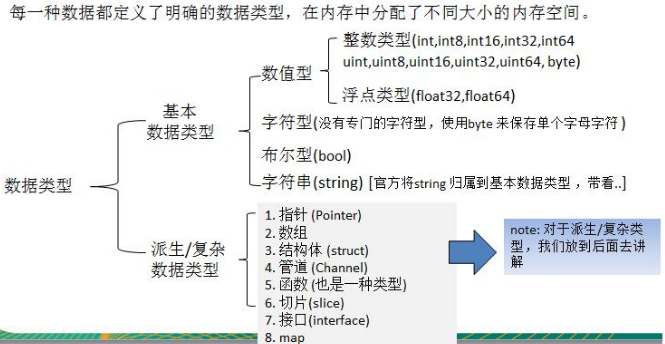 每一种数据都定义了明确的数据类型，在内存中分配了不同大小的内存空间。
整数类型(int,int8,int16,int32,int64
uint,uint8,uint16,uint32,uint64, byte)
数值型
浮点类型(float32,float64)
基本
数据类型
字符型(没有专门的字符型，使用byte 来保存单个字母字符)
布尔型(bool)
字符串(string) [官方将string 归属到基本数据类型 ，带看..]
数据类型
派生/复杂
数据类型
1. 指针 (Pointer)
2. 数组
3. 结构体 (struct)
4. 管道 (Channel)
5. 函数 (也是一种类型)
6. 切片(slice)
7. 接口(interface)
8. map
note: 对于派生/复杂类
型，我们放到后面去讲
解